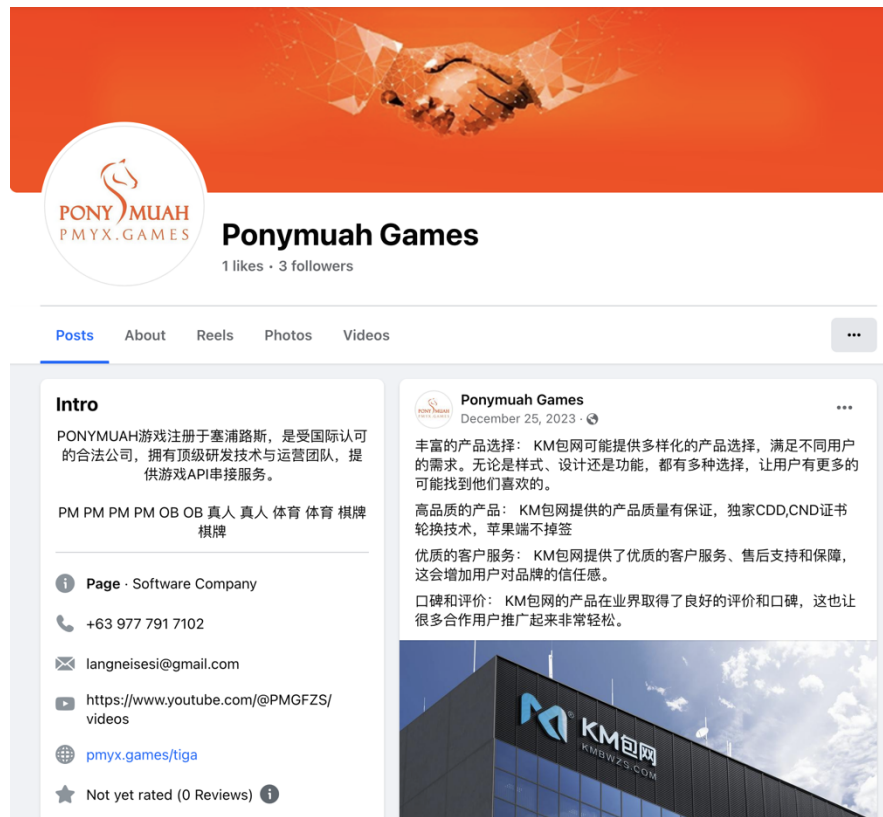 PONY MUAH
PMYX.GAMES
Ponymuah Games
1 likes • 3 followers
Posts
About
Reels
Photos
Videos
Intro
PONYMUAH游戏注册于塞浦路斯，是受国际认可
的合法公司，拥有顶级研发技术与运营团队，提
供游戏API串接服务。
PM PM PM PM OB OB 真人 真人 体育 体育 棋牌
棋牌
Page · Software Company
+63 977 791 7102
langneisesi@gmail.com
https://www.youtube.com/@PMGFZS/
videos
pmyx.games/tiga
Not yet rated (0 Reviews)
PONY MUAH
PMYX.GAMES
Ponymuah Games
December 25, 2023 ·
丰富的产品选择： KM包网可能提供多样化的产品选择，满足不同用户
的需求。无论是样式、设计还是功能，都有多种选择，让用户有更多的
可能找到他们喜欢的。
高品质的产品： KM包网提供的产品质量有保证，独家CDD,CND证书
轮换技术，苹果端不掉签
优质的客户服务： KM包网提供了优质的客户服务、售后支持和保障，
这会增加用户对品牌的信任感。
口碑和评价： KM包网的产品在业界取得了良好的评价和口碑，这也让
很多合作用户推广起来非常轻松。
KM包网
KMBWZS.COM